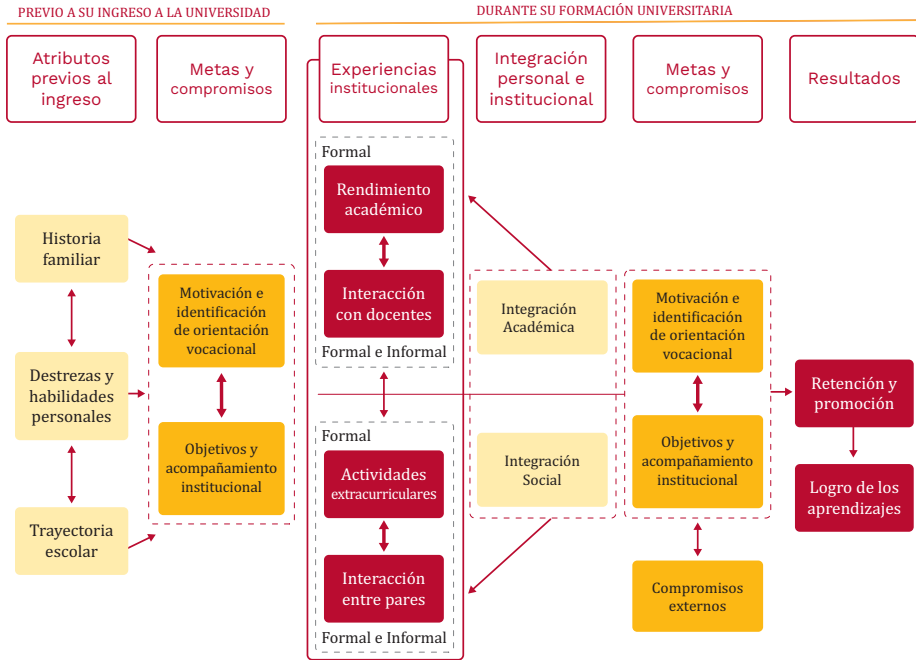 PREVIO A SU INGRESO A LA UNIVERSIDAD
DURANTE SU FORMACIÓN UNIVERSITARIA
Atributos
previos al
ingreso
Metas y
compromisos
Experiencias
institucionales
Integración
personal e
institucional
Metas y
compromisos
Resultados
Historia
familiar
Destrezas y
habilidades
personales
Trayectoria
escolar
Motivación e
identificación
de orientación
vocacional
Objetivos y
acompañamiento
institucional
Formal
Rendimiento
académico
Interacción
con docentes
Formal e Informal
Formal
Actividades
extracurriculares
Interacción
entre pares
Formal e Informal
Integración
Académica
Integración
Social
Motivación e
identificación
de orientación
vocacional
Objetivos y
acompañamiento
institucional
Compromisos
externos
Retención y
promoción
Logro de los
aprendizajes